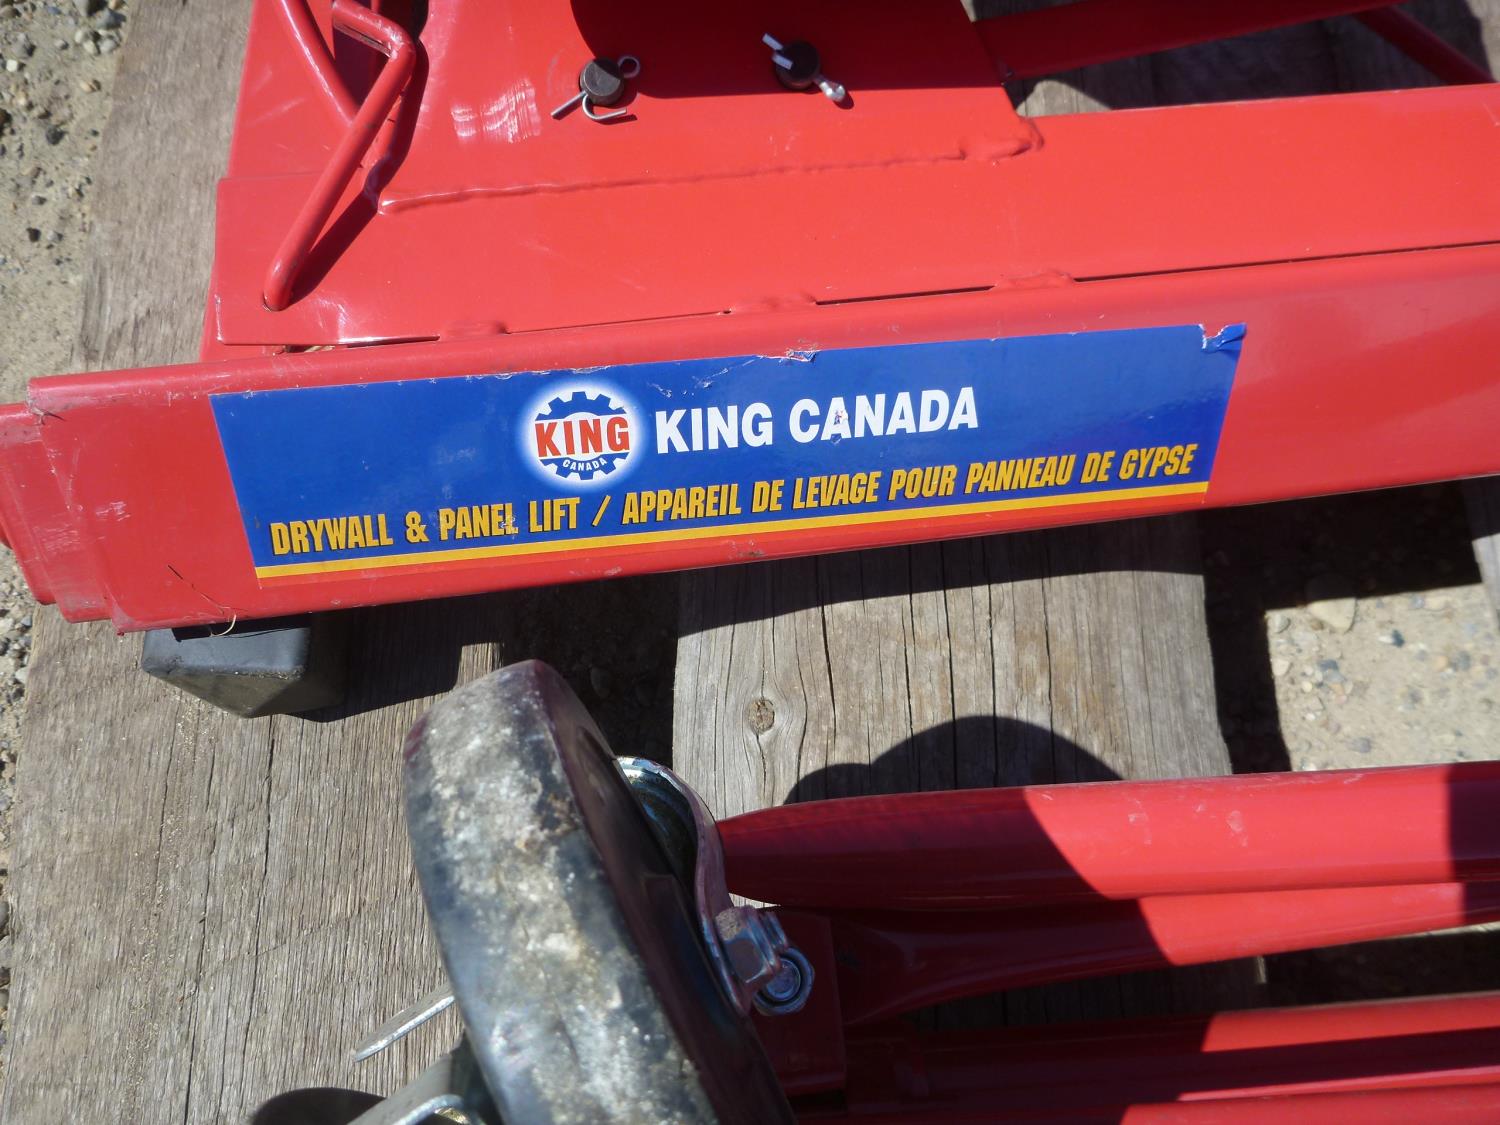 KING
CANADA
KING CANADA
DRYWALL & PANEL LIFT / APPAREIL DE LEVAGE POUR PANNEAU DE GYPSE